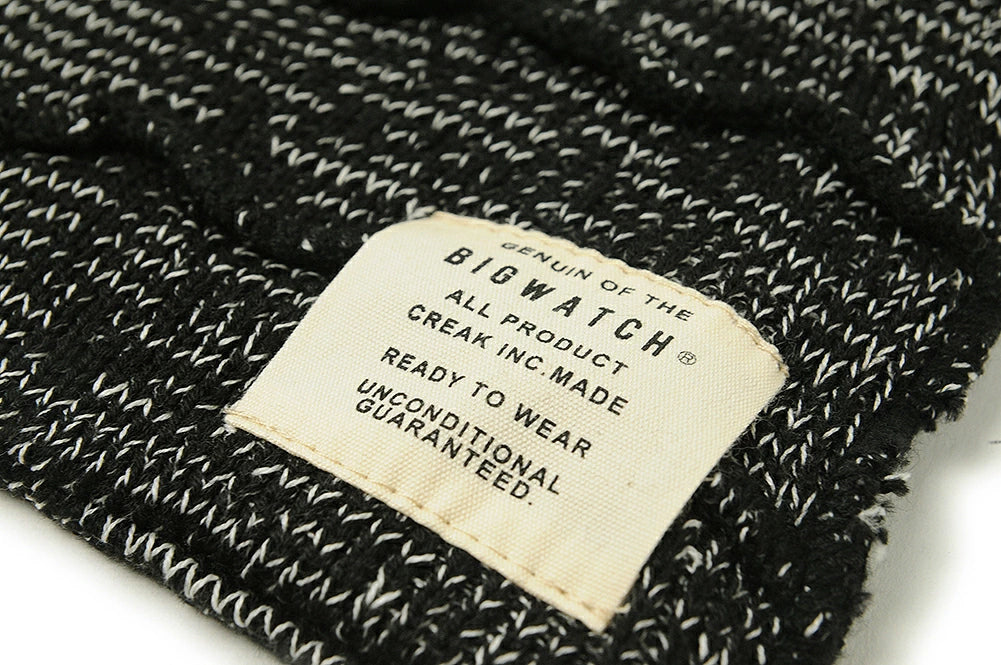 GENUIN OF THE
BIGWATCH®
ALL PRODUCT
CREAK INC.MADE
READY TO WEAR
UNCONDITIONAL
GUARANTEED.